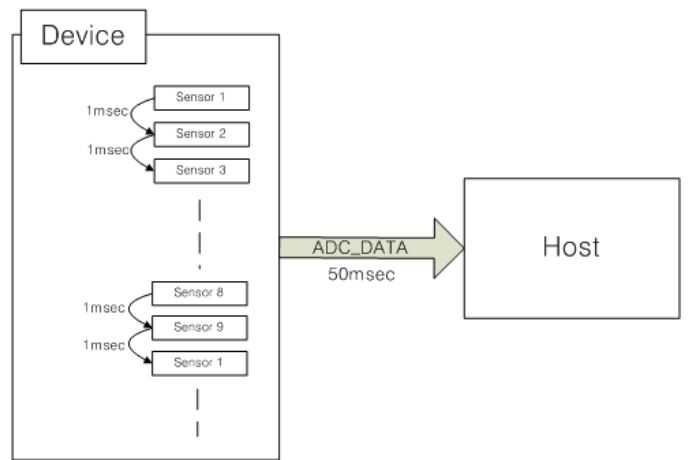 Device
Sensor 1
1msec
Sensor 2
1msec
Sensor 3
ADC_DATA
50msec
Host
Sensor 8
1msec
Sensor 9
1msec
Sensor 1